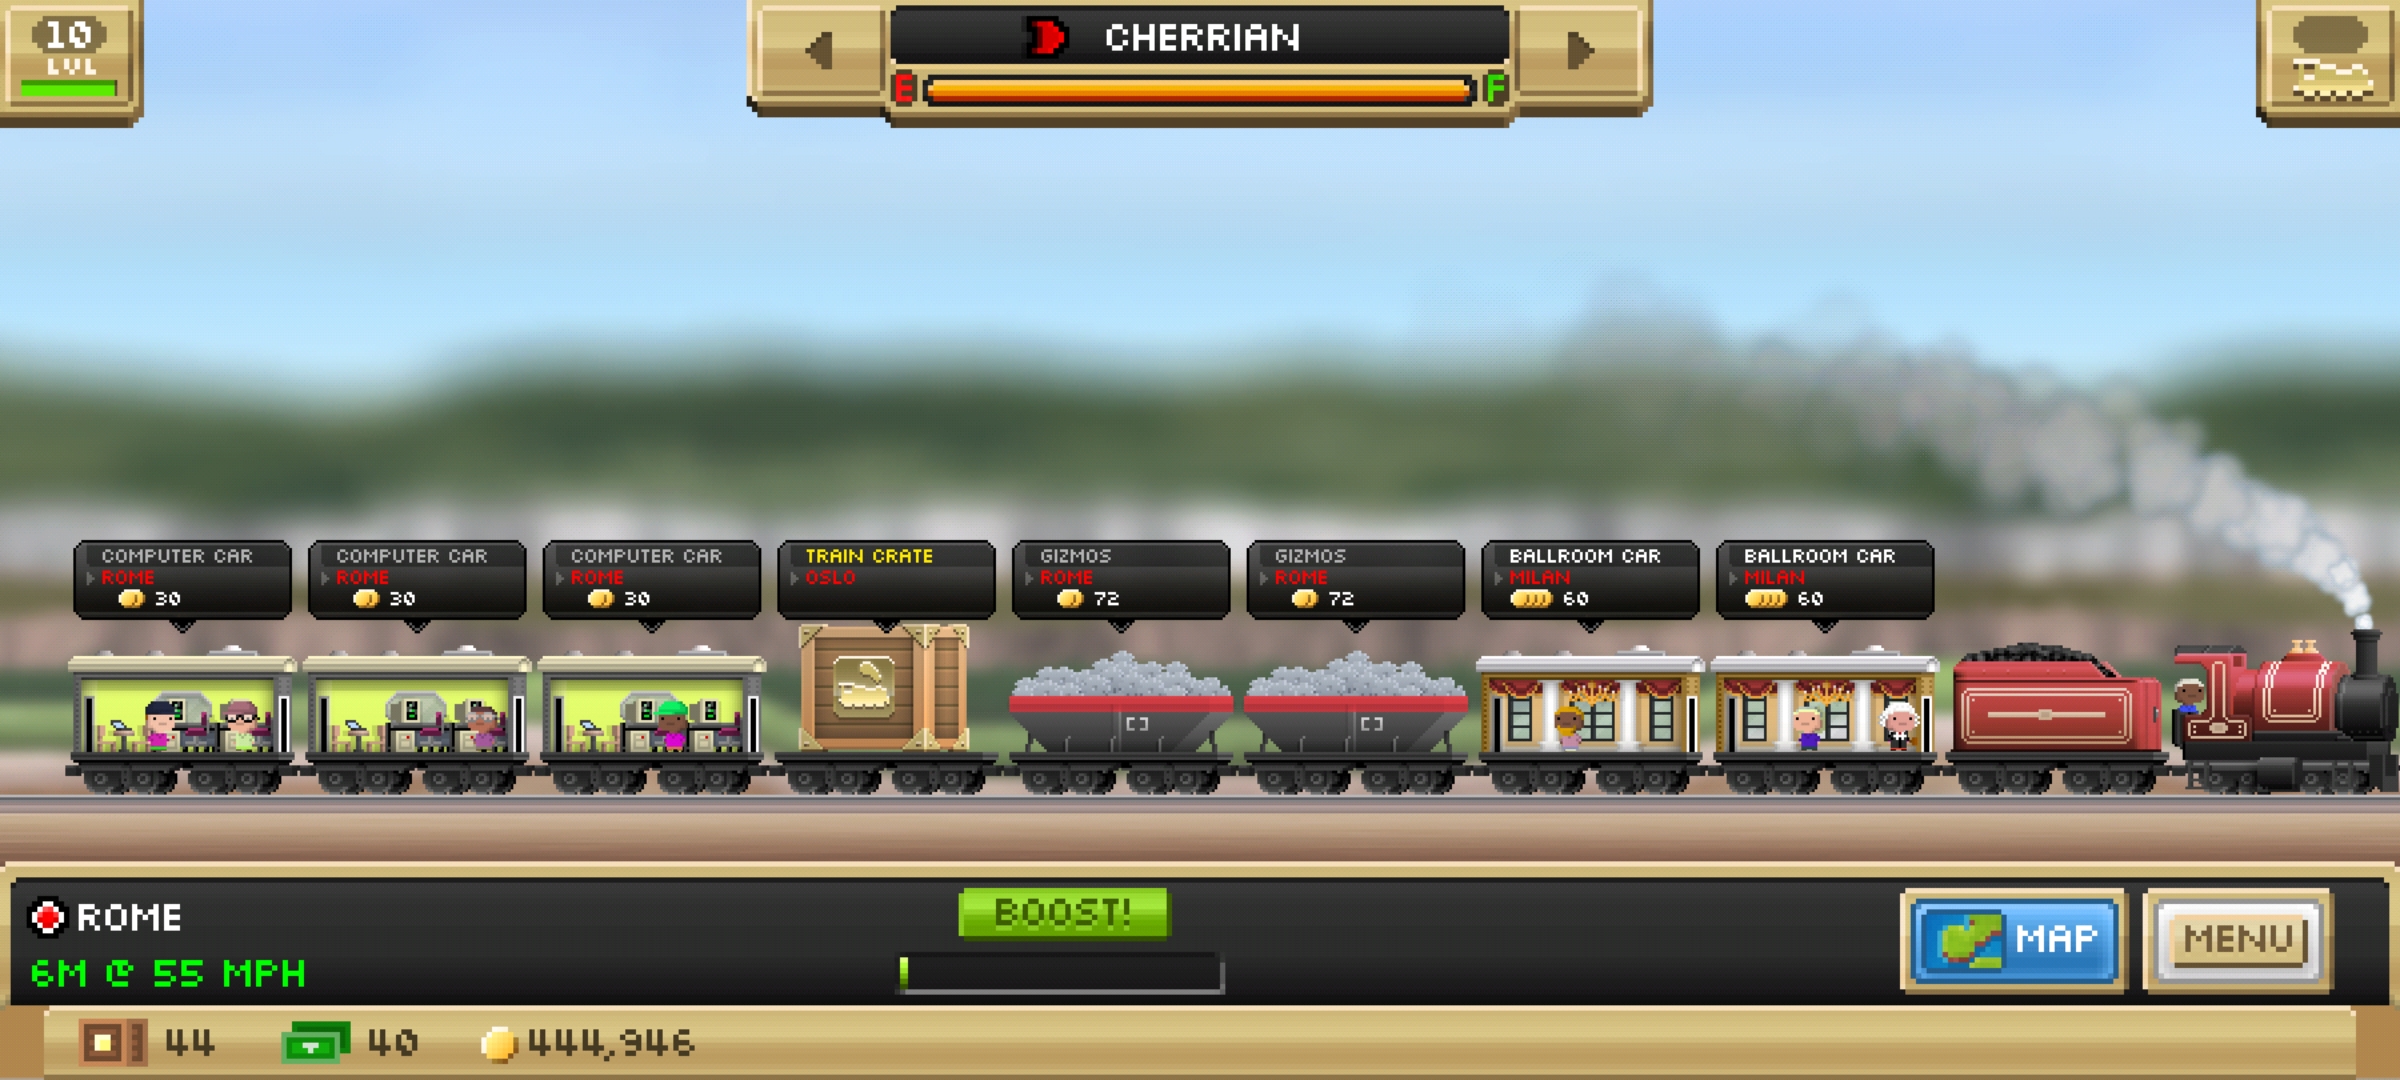 10
LVL
CHERRIAN
E F
COMPUTER CAR
ROME
30
COMPUTER CAR
ROME
30
COMPUTER CAR
ROME
30
TRAIN CRATE
OSLO
GIZMOS
ROME
72
GIZMOS
ROME
72
BALLROOM CAR
MILAN
60
BALLROOM CAR
MILAN
60
ROME
6M @ 55 MPH
BOOST!
MAP
MENU
44 40 444,946